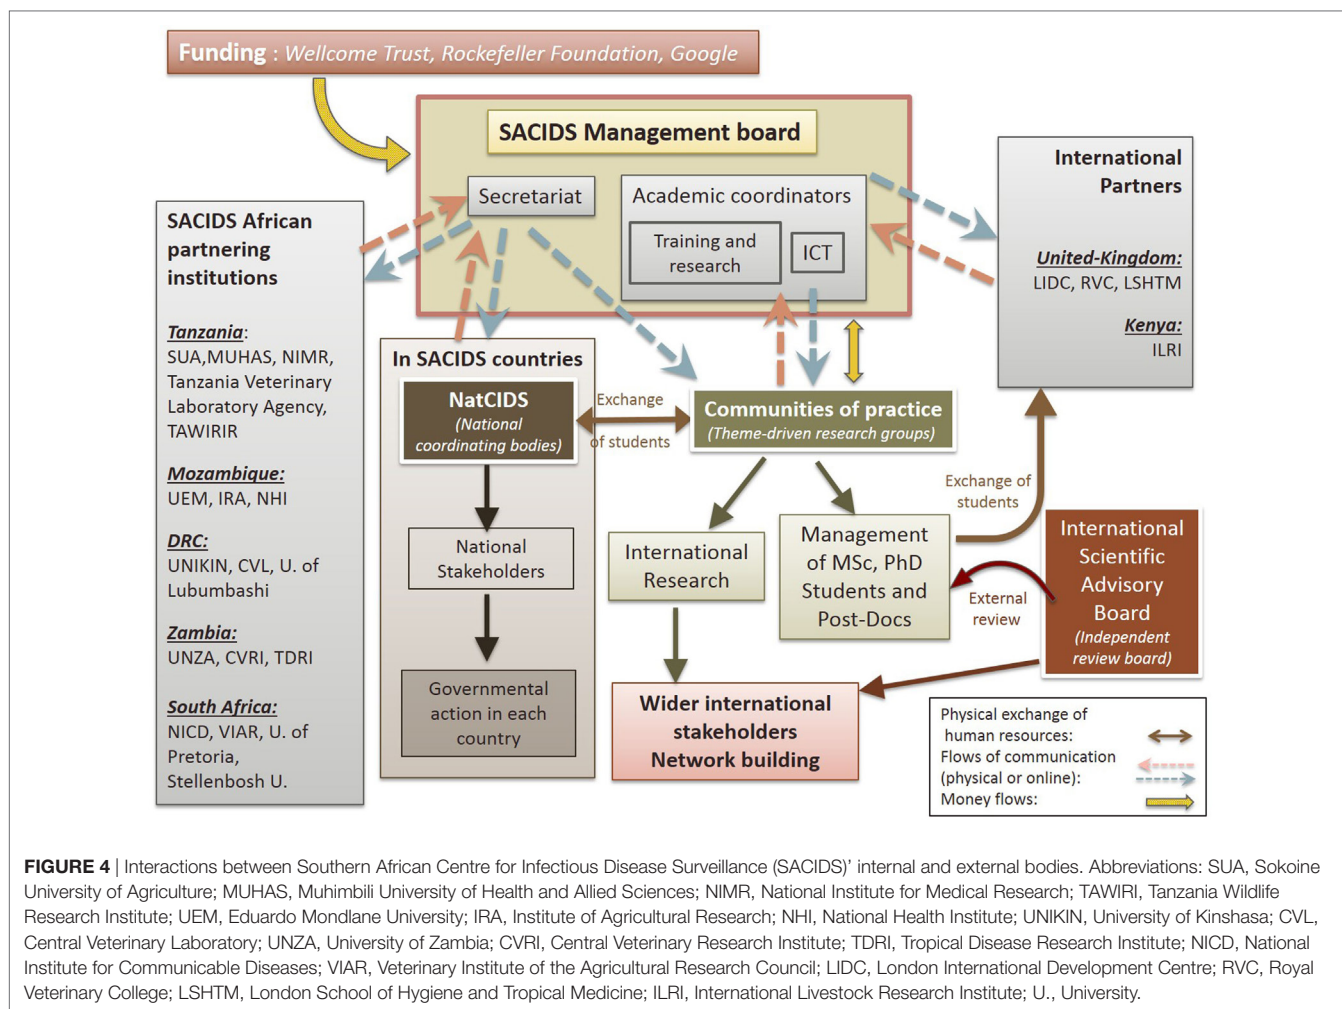 Funding : Wellcome Trust, Rockefeller Foundation, Google
SACIDS Management board
Secretariat
Academic coordinators
Training and
research
ICT
International
Partners
United-Kingdom:
LIDC, RVC, LSHTM
Kenya:
ILRI
SACIDS African
partnering
institutions
Tanzania:
SUA,MUHAS, NIMR,
Tanzania Veterinary
Laboratory Agency,
TAWIRIR
Mozambique:
UEM, IRA, NHI
DRC:
UNIKIN, CVL, U. of
Lubumbashi
Zambia:
UNZA, CVRI, TDRI
South Africa:
NICD, VIAR, U. of
Pretoria,
Stellenbosh U.
In SACIDS countries
NatCIDS
(National
coordinating bodies)
National
Stakeholders
Governmental
action in each
country
Exchange
of students
Communities of practice
(Theme-driven research groups)
International
Research
Management
of MSc, PhD
Students and
Post-Docs
Exchange of
students
External
review
International
Scientific
Advisory
Board
(Independent
review board)
Wider international
stakeholders
Network building
Physical exchange of
human resources:
Flows of communication
(physical or online):
Money flows:
FIGURE 4 | Interactions between Southern African Centre for Infectious Disease Surveillance (SACIDS)' internal and external bodies. Abbreviations: SUA, Sokoine
University of Agriculture; MUHAS, Muhimbili University of Health and Allied Sciences; NIMR, National Institute for Medical Research; TAWIRI, Tanzania Wildlife
Research Institute; UEM, Eduardo Mondlane University; IRA, Institute of Agricultural Research; NHI, National Health Institute; UNIKIN, University of Kinshasa; CVL,
Central Veterinary Laboratory; UNZA, University of Zambia; CVRI, Central Veterinary Research Institute; TDRI, Tropical Disease Research Institute; NICD, National
Institute for Communicable Diseases; VIAR, Veterinary Institute of the Agricultural Research Council; LIDC, London International Development Centre; RVC, Royal
Veterinary College; LSHTM, London School of Hygiene and Tropical Medicine; ILRI, International Livestock Research Institute; U., University.